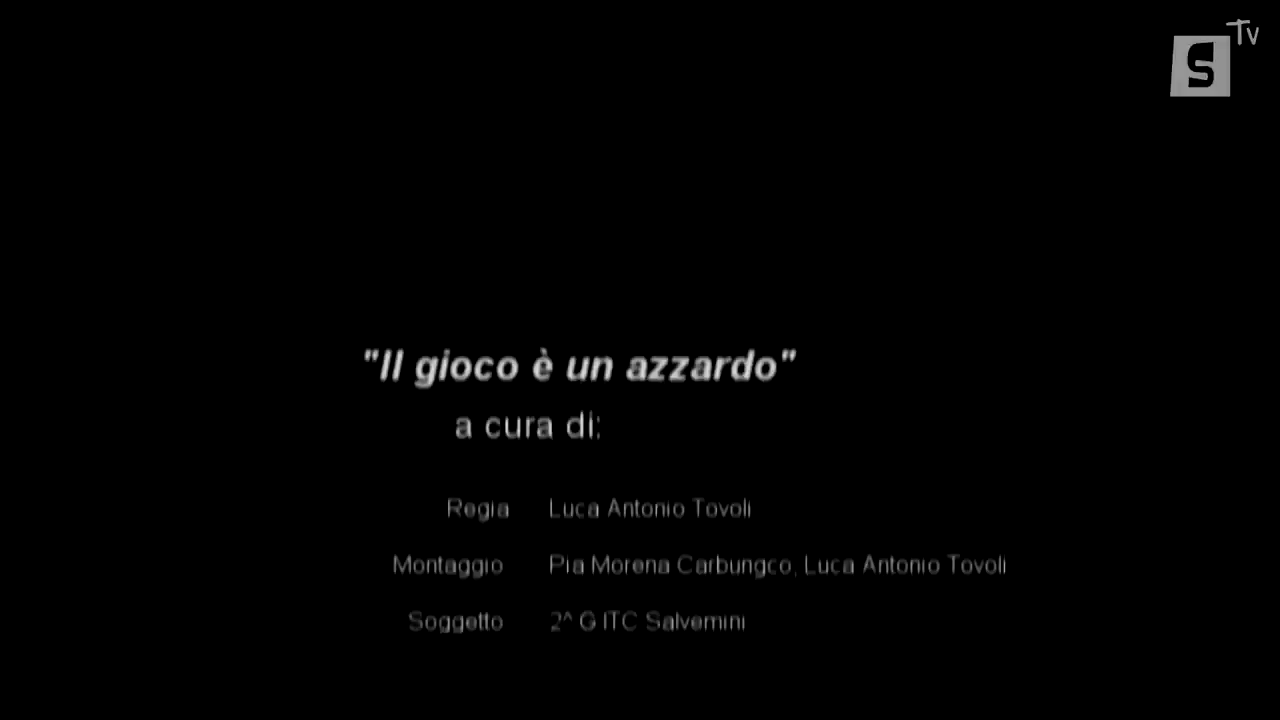 S Tv
"Il gioco è un azzardo"
a cura di:
Regia Luca Antonio Tovoli
Montaggio Pia Morena Carbungco, Luca Antonio Tovoli
Soggetto 2^ G ITC Salvemini